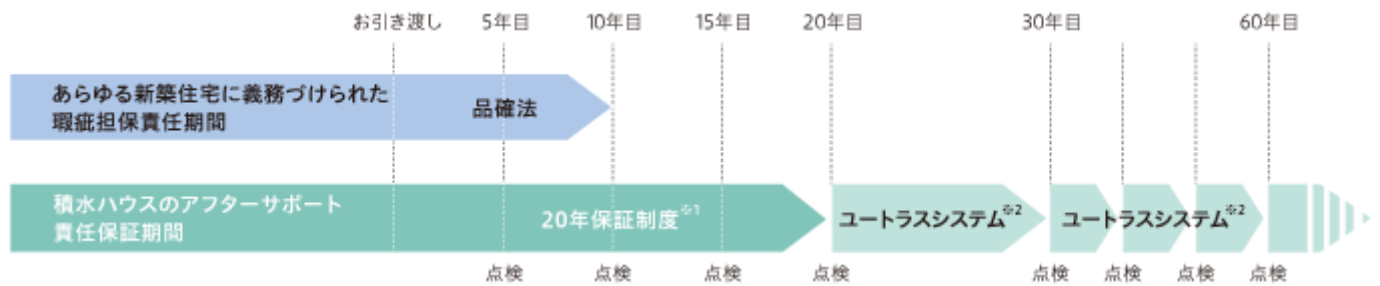 お引き渡し 5年目 10年目 15年目 20年目 30年目 60年目
あらゆる新築住宅に義務づけられた
瑕疵担保責任期間
品確法
積水ハウスのアフターサポート
責任保証期間
20年保証制度※1
ユートラスシステム※2
ユートラスシステム※2
点検 点検 点検 点検 点検 点検 点検 点検